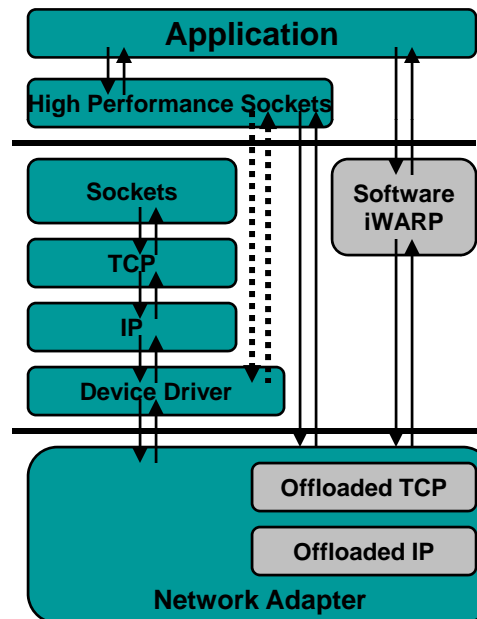 Application
High Performance Sockets
Sockets
Software
iWARP
TCP
IP
Device Driver
Offloaded TCP
Offloaded IP
Network Adapter